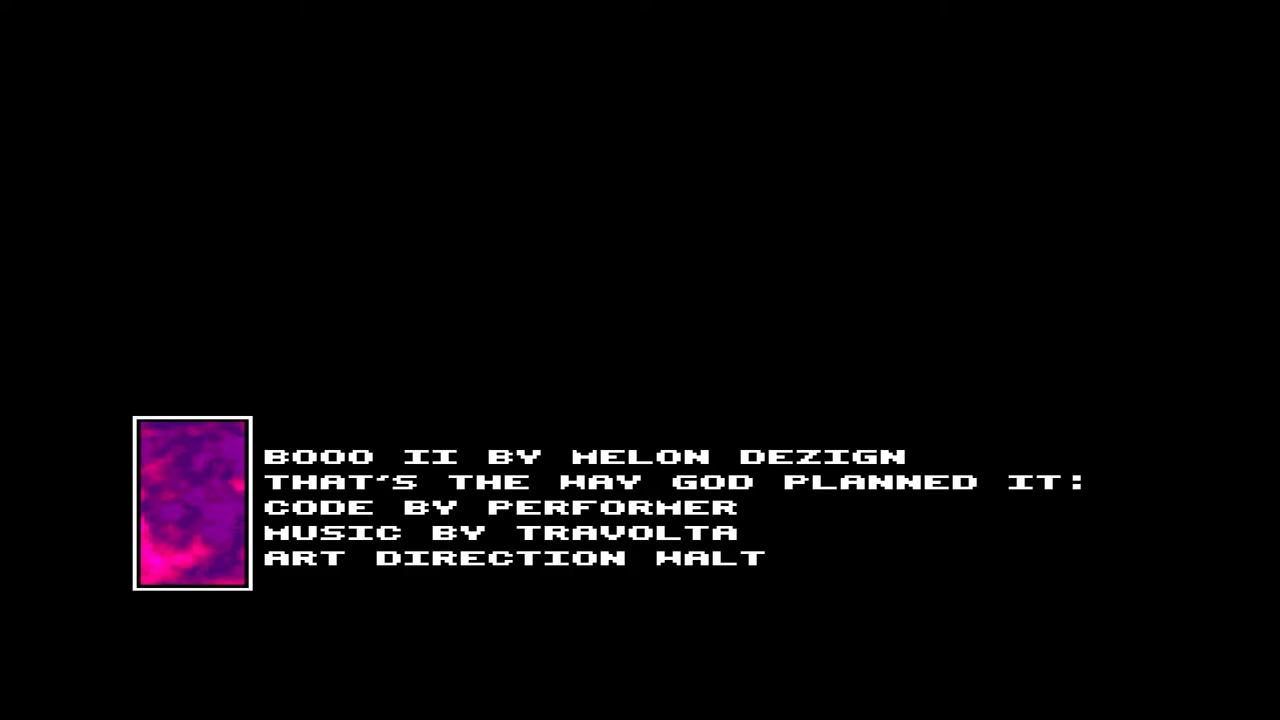 BOOO II BY MELON DEZIGN
THAT'S THE WAY GOD PLANNED IT:
CODE BY PERFORMER
MUSIC BY TRAVOLTA
ART DIRECTION WALT